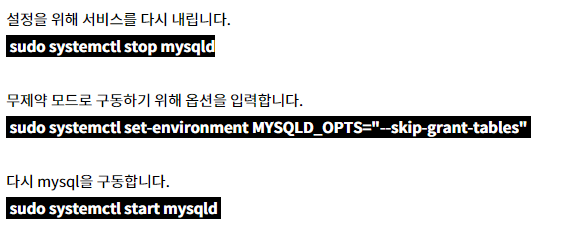 설정을 위해 서비스를 다시 내립니다.
sudo systemctl stop mysqld
무제약 모드로 구동하기 위해 옵션을 입력합니다.
sudo systemctl set-environment MYSQLD_OPTS="--skip-grant-tables"
다시 mysql을 구동합니다.
sudo systemctl start mysqld